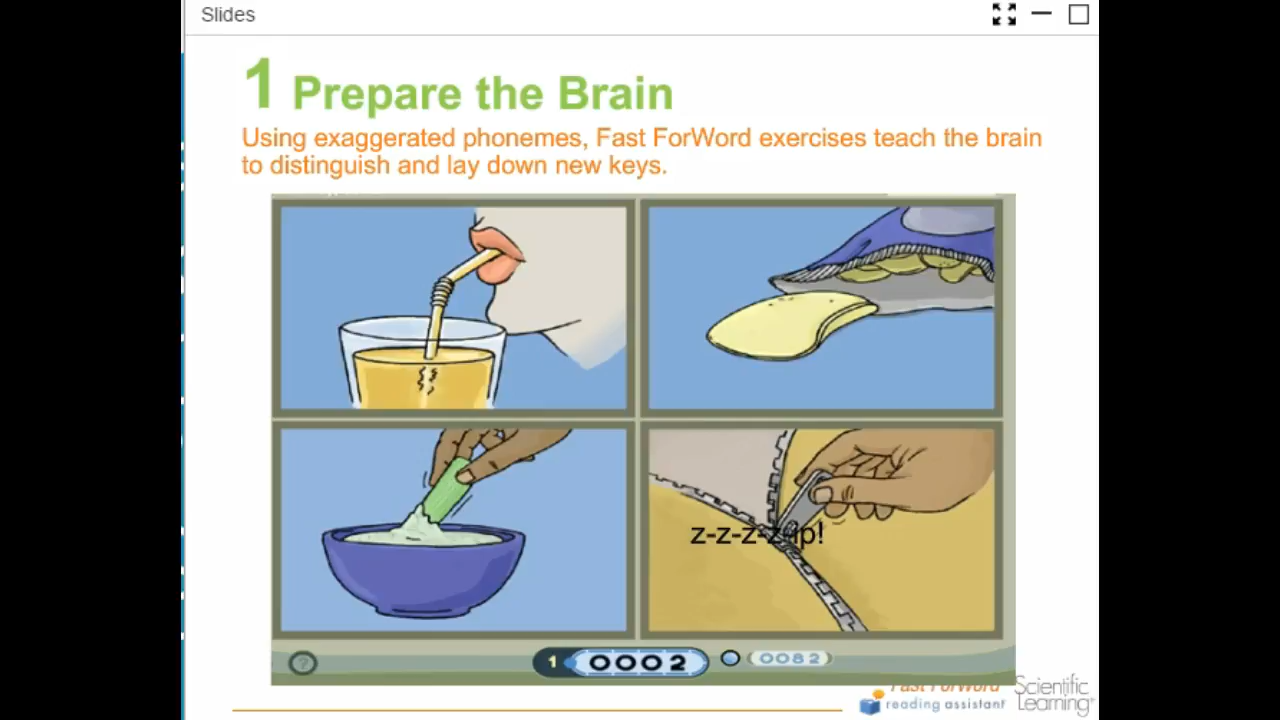 Slides
1 Prepare the Brain
Using exaggerated phonemes, Fast ForWord exercises teach the brain
to distinguish and lay down new keys.
z-z-z-z-ip!
? 1 0002 0082
Fast ForWord
reading assistant
Scientific
Learning